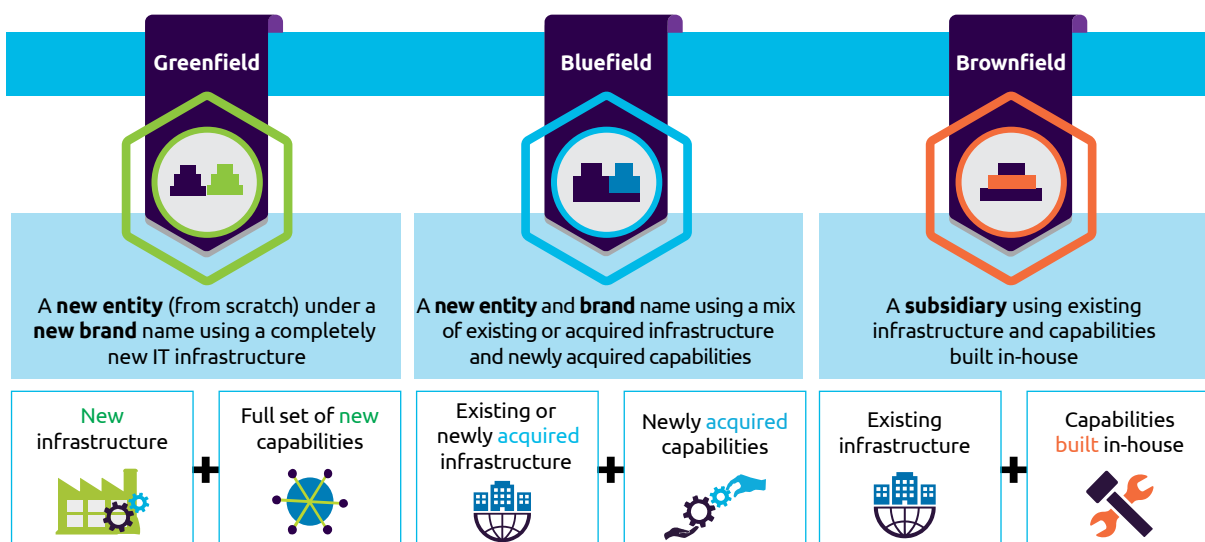 Greenfield
A new entity (from scratch) under a
new brand name using a completely
new IT infrastructure
New
infrastructure
Full set of new
capabilities
Bluefield
A new entity and brand name using a mix
of existing or acquired infrastructure
and newly acquired capabilities
Existing or
newly acquired
infrastructure
Newly acquired
capabilities
Brownfield
A subsidiary using existing
infrastructure and capabilities
built in-house
Existing
infrastructure
Capabilities
built in-house